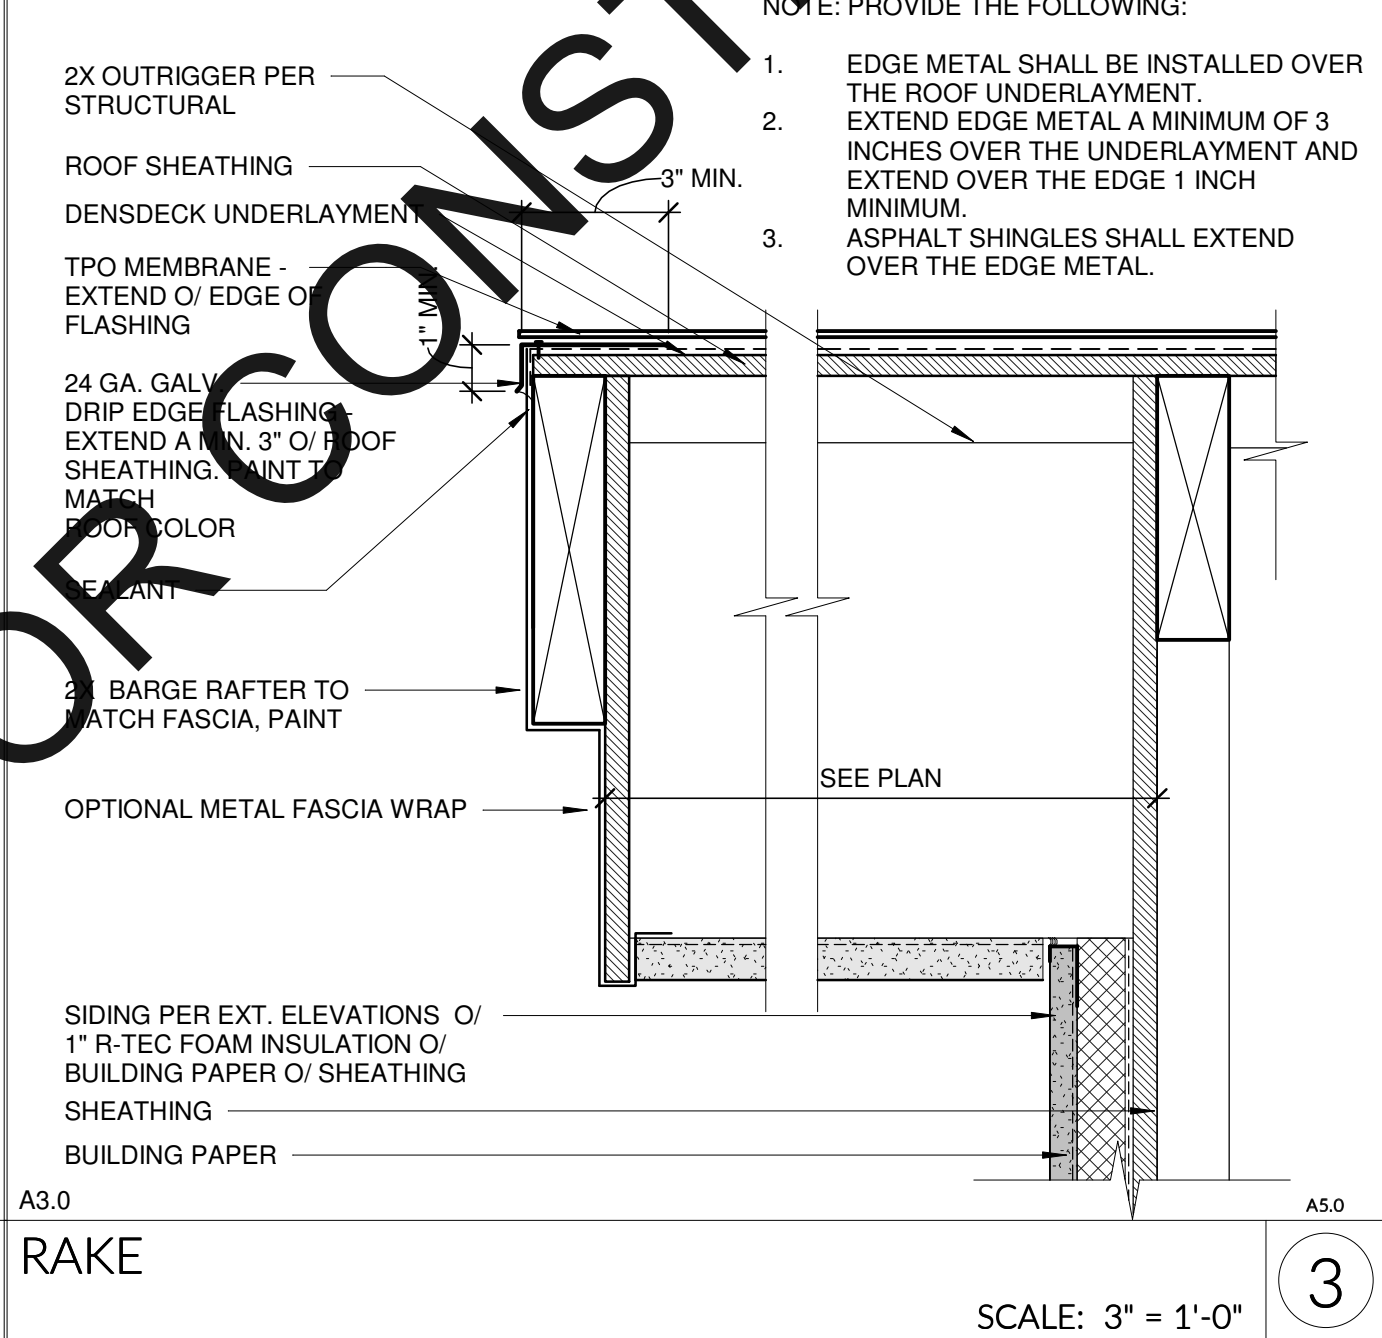 NOTE: PROVIDE THE FOLLOWING:
1. EDGE METAL SHALL BE INSTALLED OVER
THE ROOF UNDERLAYMENT.
2. EXTEND EDGE METAL A MINIMUM OF 3
INCHES OVER THE UNDERLAYMENT AND
EXTEND OVER THE EDGE 1 INCH
MINIMUM.
3. ASPHALT SHINGLES SHALL EXTEND
OVER THE EDGE METAL.
2X OUTRIGGER PER
STRUCTURAL
ROOF SHEATHING
DENSDECK UNDERLAYMENT
TPO MEMBRANE -
EXTEND O/ EDGE OF
FLASHING
24 GA. GALV.
DRIP EDGE FLASHING -
EXTEND A MIN. 3" O/ ROOF
SHEATHING. PAINT TO
MATCH
ROOF COLOR
SEALANT
2X BARGE RAFTER TO
MATCH FASCIA, PAINT
OPTIONAL METAL FASCIA WRAP
SIDING PER EXT. ELEVATIONS O/
1" R-TEC FOAM INSULATION O/
BUILDING PAPER O/ SHEATHING
SHEATHING
BUILDING PAPER
3" MIN.
1" MIN.
SEE PLAN
OR CONST
A3.0
A5.0
RAKE
3
SCALE: 3" = 1'-0"